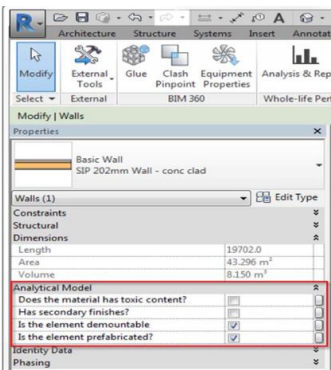 A
Architecture Structure Systems Insert Annotat
Modify External Tools Glue Clash Pinpoint Equipment Properties Analysis & Rep
Select External BIM 360 Whole-life Per
Modify | Walls
Properties
Basic Wall
SIP 202mm Wall - conc clad
Walls (1) Edit Type
Constraints
Structural
Dimensions
Length 19702.0
Area 43.296 m²
Volume 8.150 m³
Analytical Model
Does the material has toxic content?
Has secondary finishes?
Is the element demountable
Is the element prefabricated?
Identity Data
Phasing